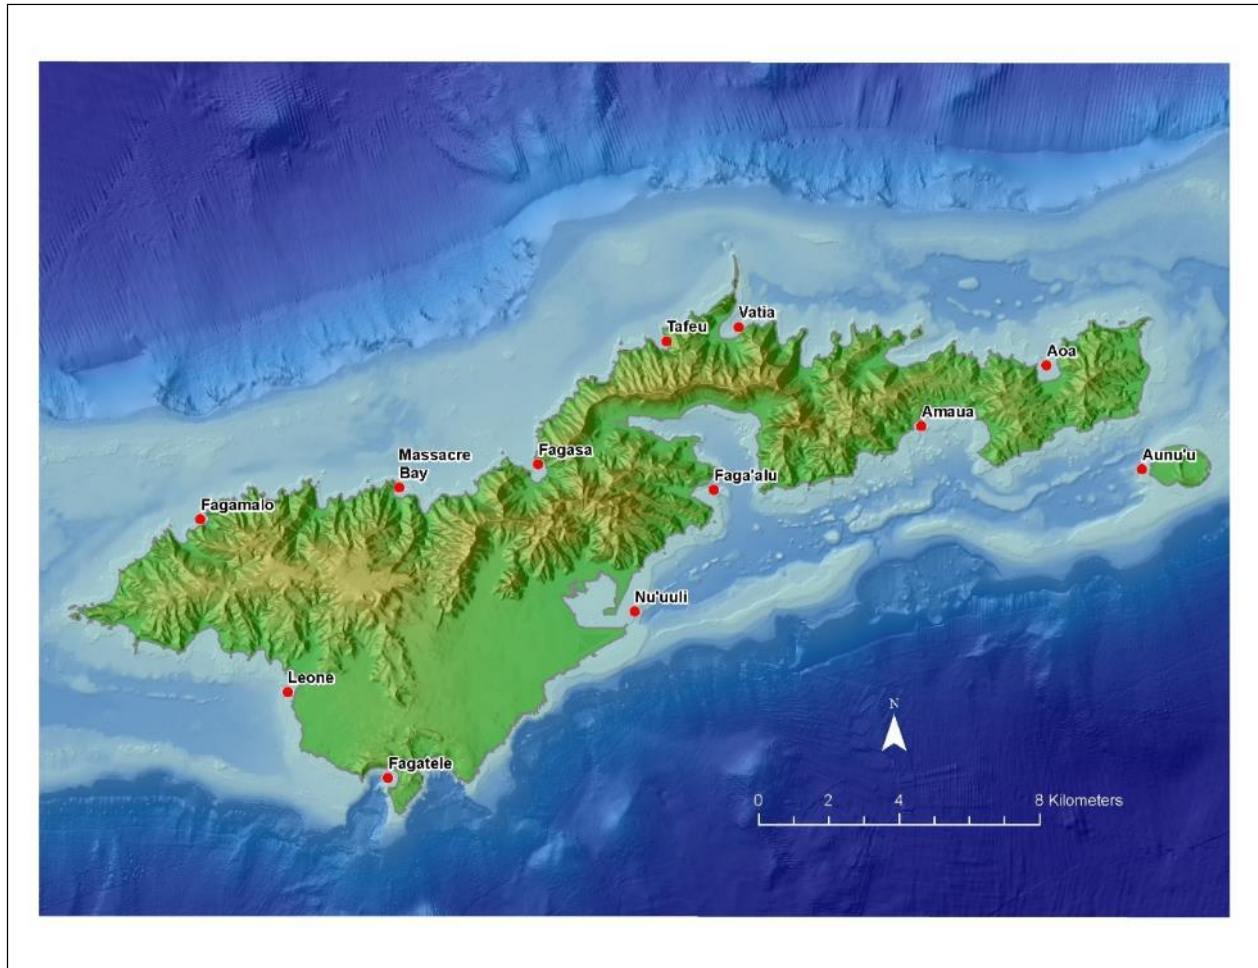 Vatia
Tafeu
Aoa
Amaua
Fagasa
Massacre
Bay
Aunu'u
Faga'alu
Fagamalo
Nu'uuli
Leone
N
Fagatele
0 2 4 8 Kilometers